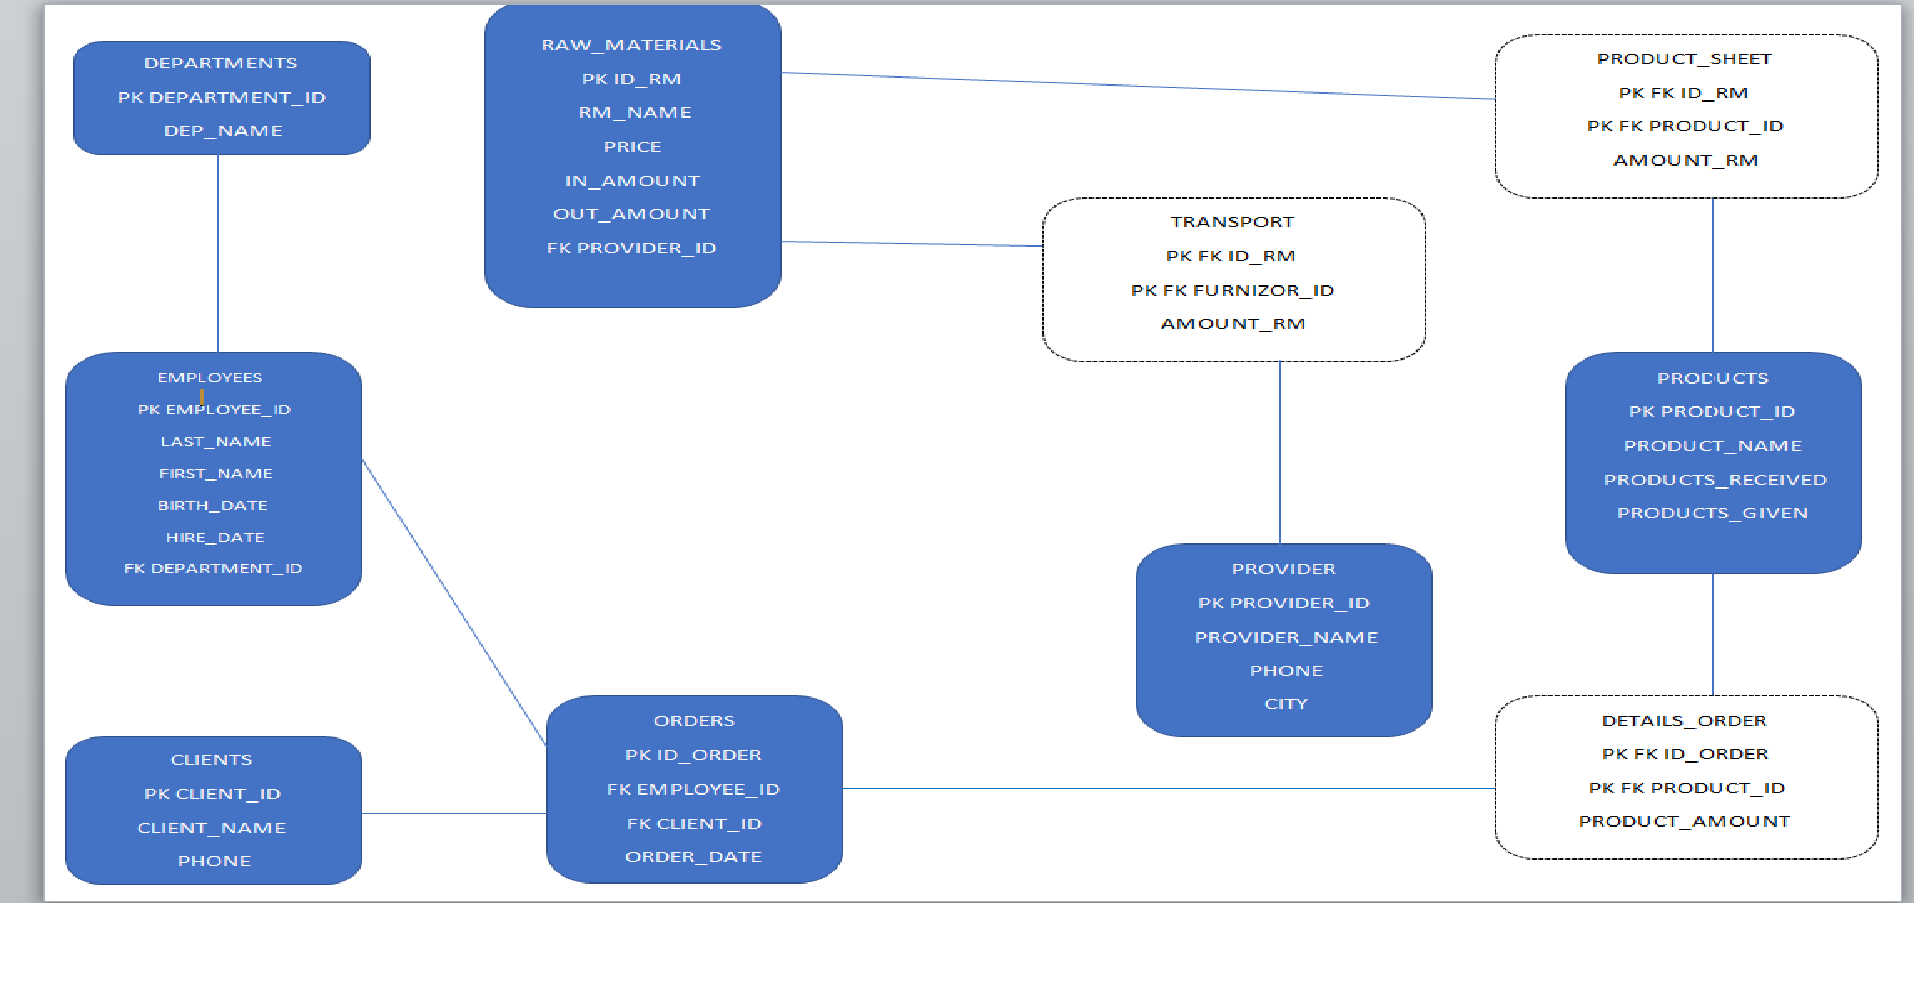 DEPARTMENTS
PK DEPARTMENT_ID
DEP_NAME
RAW_MATERIALS
PK ID_RM
RM_NAME
PRICE
IN_AMOUNT
OUT_AMOUNT
FK PROVIDER_ID
PRODUCT_SHEET
PK FK ID_RM
PK FK PRODUCT_ID
AMOUNT_RM
TRANSPORT
PK FK ID_RM
PK FK FURNIZOR_ID
AMOUNT_RM
EMPLOYEES
PK EMPLOYEE_ID
LAST_NAME
FIRST_NAME
BIRTH_DATE
HIRE_DATE
FK DEPARTMENT_ID
PRODUCTS
PK PRODUCT_ID
PRODUCT_NAME
PRODUCTS_RECEIVED
PRODUCTS_GIVEN
PROVIDER
PK PROVIDER_ID
PROVIDER_NAME
PHONE
CITY
CLIENTS
PK CLIENT_ID
CLIENT_NAME
PHONE
ORDERS
PK ID_ORDER
FK EMPLOYEE_ID
FK CLIENT_ID
ORDER_DATE
DETAILS_ORDER
PK FK ID_ORDER
PK FK PRODUCT_ID
PRODUCT_AMOUNT